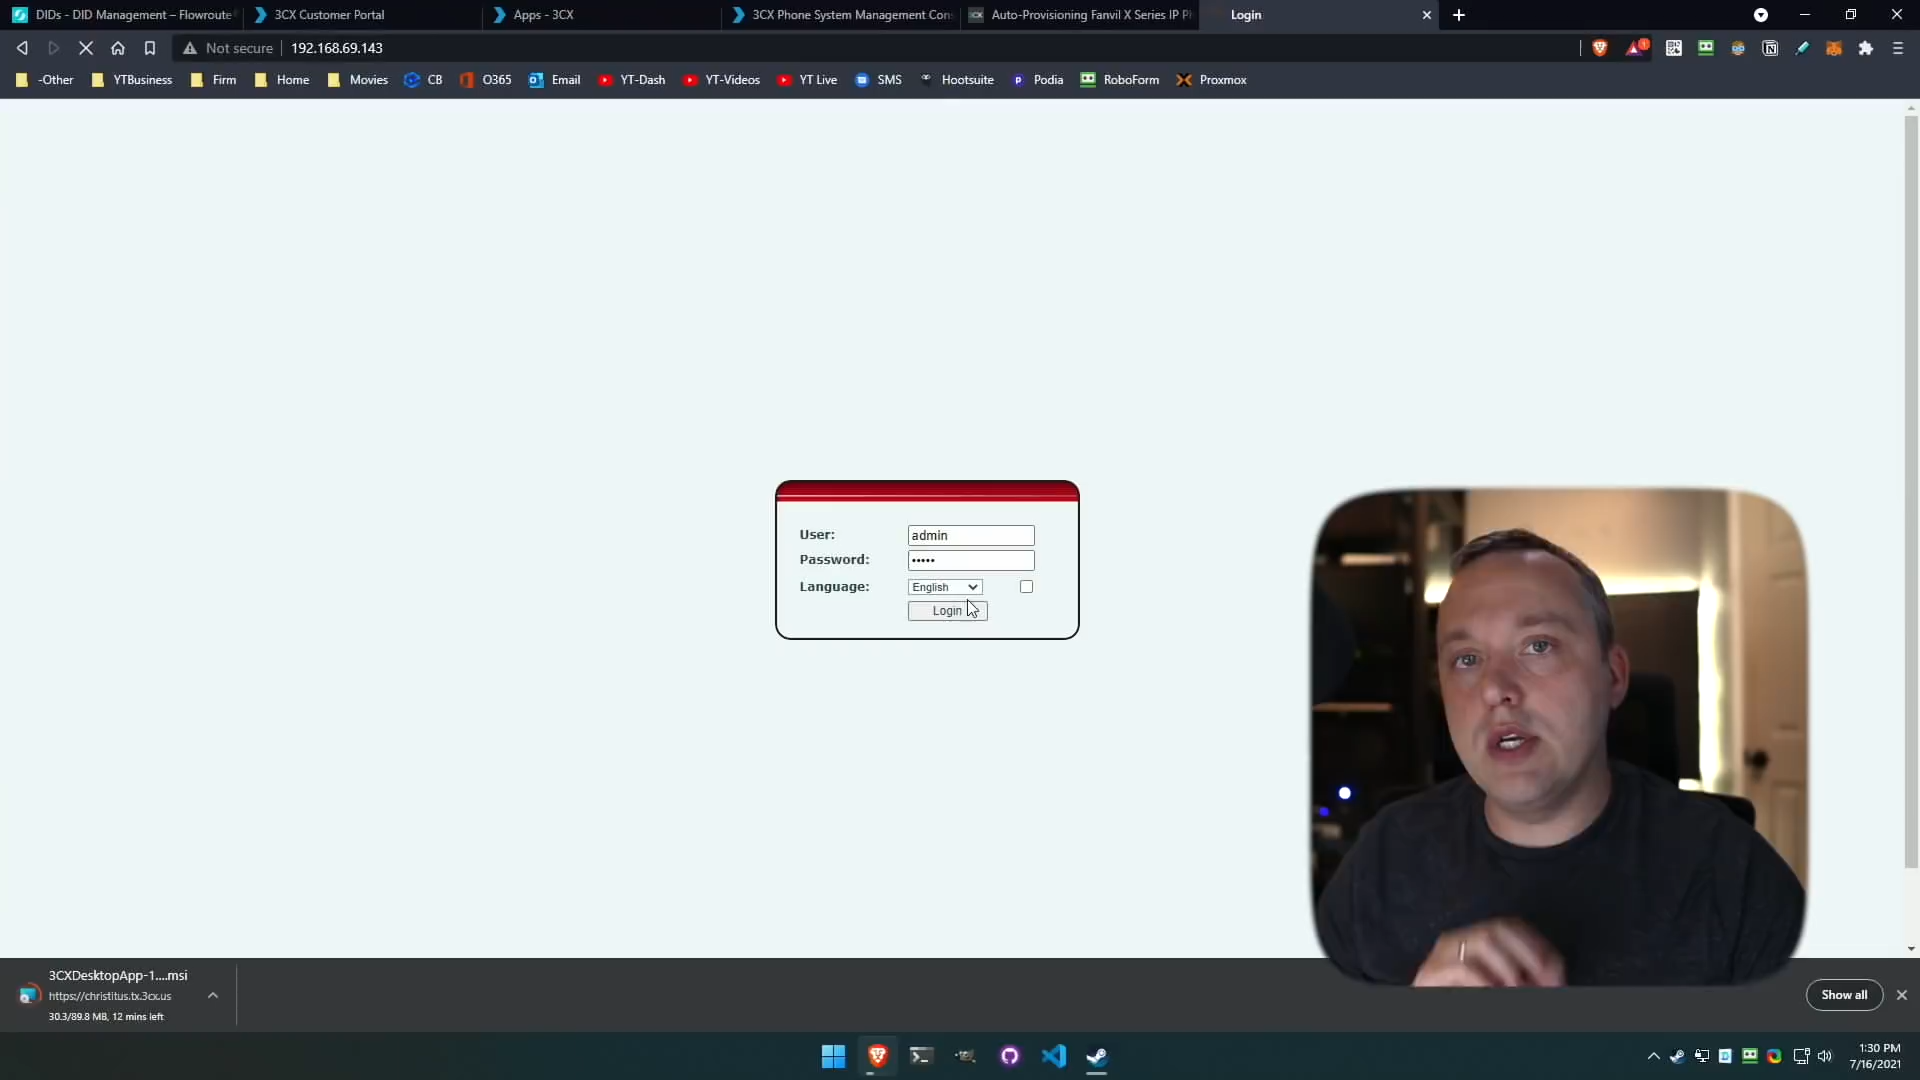 DIDs - DID Management – Flowroute
3CX Customer Portal
Apps - 3CX
3CX Phone System Management Con
Auto-Provisioning Fanvil X Series IP Ph
Login
Not secure
192.168.69.143
1
-Other
YTBusiness
Firm
Home
Movies
CB
O365
Email
YT-Dash
YT-Videos
YT Live
SMS
Hootsuite
Podia
RoboForm
Proxmox
User:
admin
Password:
•••••
Language:
English
Login
3CXDesktopApp-1....msi
https://christitus.tx.3cx.us
30.3/89.8 MB, 12 mins left
Show all
1:30 PM
7/16/2021